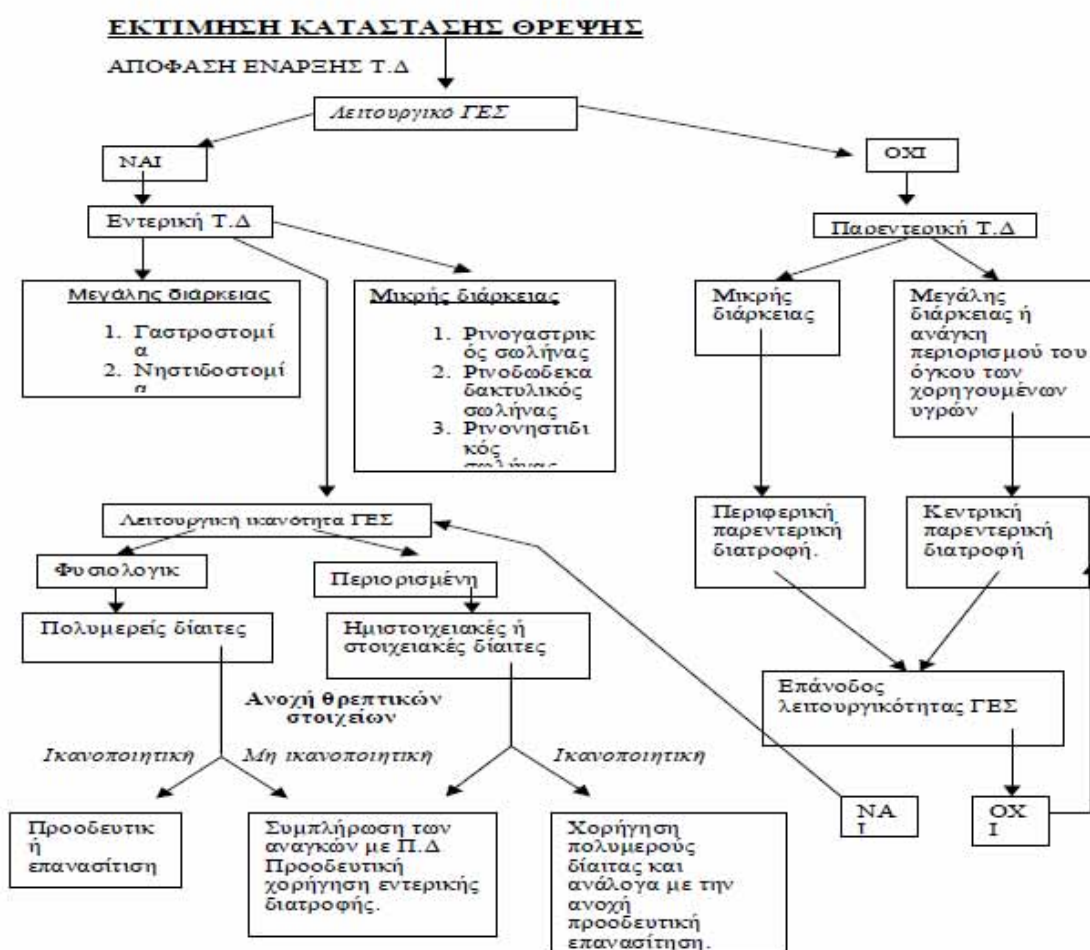 ΕΚΤΙΜΗΣΗ ΚΑΤΑΣΤΑΣΗΣ ΘΡΕΨΗΣ
ΑΠΟΦΑΣΗ ΕΝΑΡΞΗΣ Τ.Δ
Λειτουργικό ΓΕΣ
ΝΑΙ
ΟΧΙ
Εντερική Τ.Δ
Παρεντερική Τ.Δ
Μεγάλης διάρκειας
1. Γαστροστομί
α
2. Νηστιδοστομί
α
Μικρής διάρκειας
1. Ρινογαστρικ
ός σωλήνας
2. Ρινοδωδεκα
δακτυλικός
σωλήνας
3. Ρινονηστιδι
κός
σωλήνας
Μικρής
διάρκειας
Μεγάλης
διάρκειας ή
ανάγκη
περιορισμού του
όγκου των
χορηγουμένων
υγρών
Λειτουργική ικανότητα ΓΕΣ
Περιφερική
παρεντερική
διατροφή.
Κεντρική
παρεντερική
διατροφή
Φυσιολογικ
Περιορισμένη
Πολυμερείς δίαιτες
Ημιστοιχειακές ή
στοιχειακές δίαιτες
Επάνοδος
λειτουργικότητας ΓΕΣ
Ανοχή θρεπτικών
στοιχείων
Ικανοποιητική
Μη ικανοποιητική
Ικανοποιητική
Προοδευτικ
ή
επανασίτιση
Συμπλήρωση των
αναγκών με Π.Δ
Προοδευτική
χορήγηση εντερικής
διατροφής.
Χορήγηση
πολυμερούς
δίαιτας και
ανάλογα με την
ανοχή
προοδευτική
επανασίτηση.
ΝΑ
Ι
ΟΧ
Ι